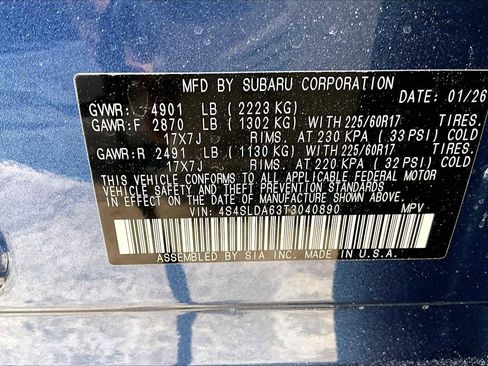 MFD BY SUBARU CORPORATION
DATE: 01/26
GVWR: 4901 LB (2223 KG)
GAWR:F 2870 LB (1302 KG) WITH 225/60R17 TIRES.
17X7J RIMS. AT 230 KPA (33 PSI) COLD
GAWR:R 2491 LB (1130 KG) WITH 225/60R17 TIRES.
17X7J RIMS. AT 220 KPA (32 PSI) COLD
THIS VEHICLE CONFORMS TO ALL APPLICABLE FEDERAL MOTOR
VEHICLE SAFETY AND THEFT PREVENTION STANDARDS
IN EFFECT ON THE DATE OF MANUFACTURE SHOWN ABOVE.
VIN: 4S4SLDA63T3040890 MPV
ASSEMBLED BY SIA INC. MADE IN U.S.A.